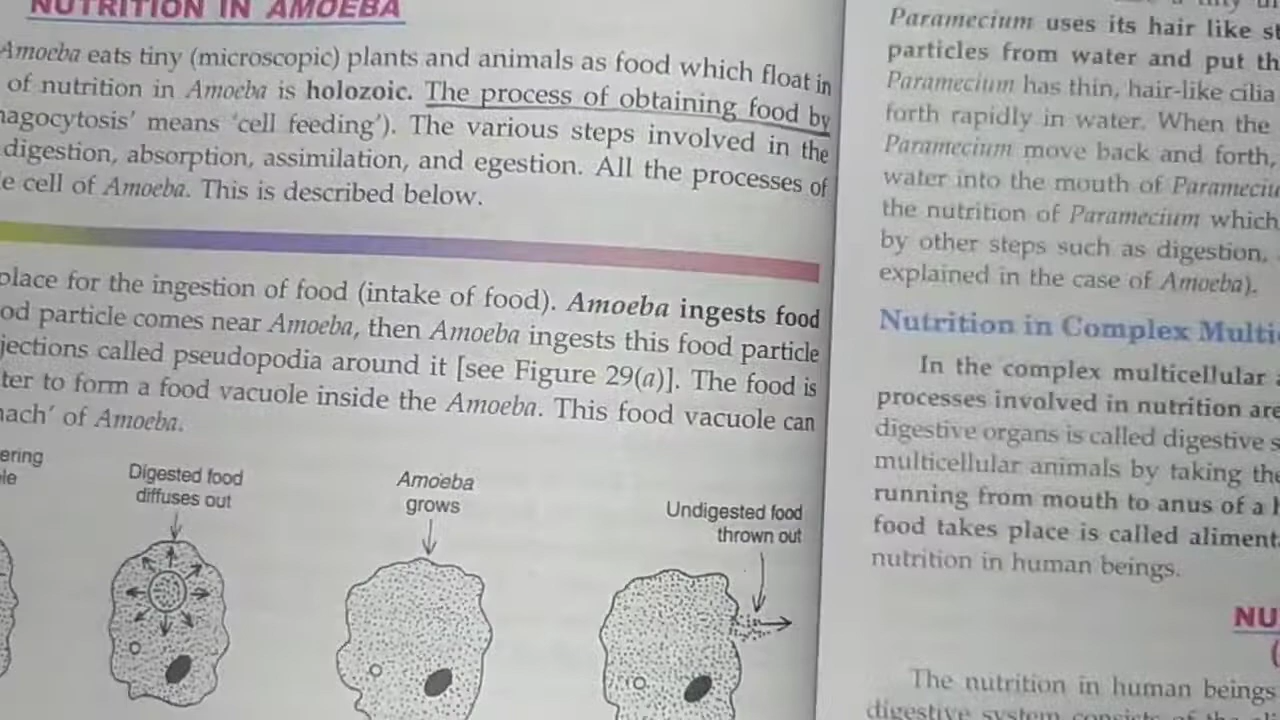 NUTRITION IN AMOEBA
Amoeba eats tiny (microscopic) plants and animals as food which float in
of nutrition in Amoeba is holozoic. The process of obtaining food by
hagocytosis' means 'cell feeding'). The various steps involved in the
digestion, absorption, assimilation, and egestion. All the processes of
e cell of Amoeba. This is described below.
place for the ingestion of food (intake of food). Amoeba ingests food
od particle comes near Amoeba, then Amoeba ingests this food particle
jections called pseudopodia around it [see Figure 29(a)]. The food is
ter to form a food vacuole inside the Amoeba. This food vacuole can
mach' of Amoeba.
ering
le
Digested food
diffuses out
Amoeba
grows
Undigested food
thrown out
Paramecium uses its hair like st
particles from water and put th
Paramecium has thin, hair-like cilia
forth rapidly in water. When the
Paramecium move back and forth,
water into the mouth of Parameciu
the nutrition of Paramecium which
by other steps such as digestion,
explained in the case of Amoeba).
Nutrition in Complex Multi
In the complex multicellular a
processes involved in nutrition are
digestive organs is called digestive s
multicellular animals by taking the
running from mouth to anus of a h
food takes place is called aliment
nutrition in human beings.
NU
(
The nutrition in human beings
digestive system consists of the